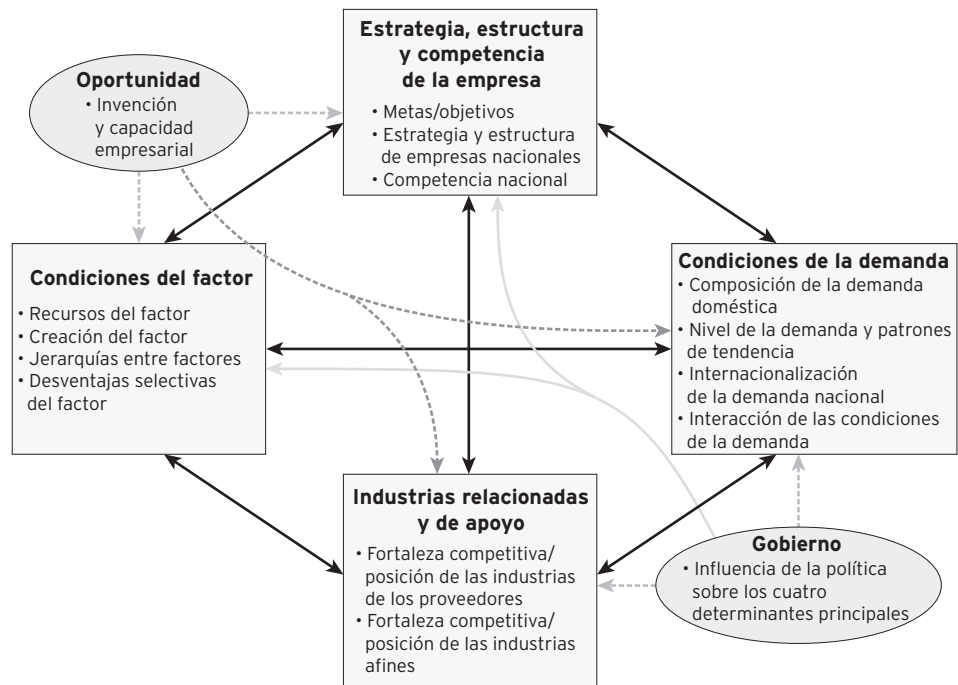 Estrategia, estructura
y competencia
de la empresa
• Metas/objetivos
• Estrategia y estructura
de empresas nacionales
• Competencia nacional
Oportunidad
• Invención
y capacidad
empresarial
Condiciones del factor
• Recursos del factor
• Creación del factor
• Jerarquías entre factores
• Desventajas selectivas
del factor
Condiciones de la demanda
• Composición de la demanda
doméstica
• Nivel de la demanda y patrones
de tendencia
• Internacionalización
de la demanda nacional
• Interacción de las condiciones
de la demanda
Industrias relacionadas
y de apoyo
• Fortaleza competitiva/
posición de las industrias
de los proveedores
• Fortaleza competitiva/
posición de las industrias
afines
Gobierno
• Influencia de la política
sobre los cuatro
determinantes principales